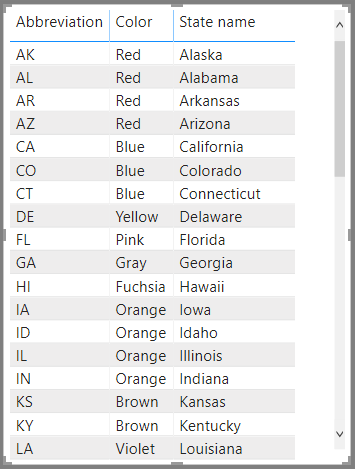 Abbreviation Color State name
AK Red Alaska
AL Red Alabama
AR Red Arkansas
AZ Red Arizona
CA Blue California
CO Blue Colorado
CT Blue Connecticut
DE Yellow Delaware
FL Pink Florida
GA Gray Georgia
HI Fuchsia Hawaii
IA Orange Iowa
ID Orange Idaho
IL Orange Illinois
IN Orange Indiana
KS Brown Kansas
KY Brown Kentucky
LA Violet Louisiana